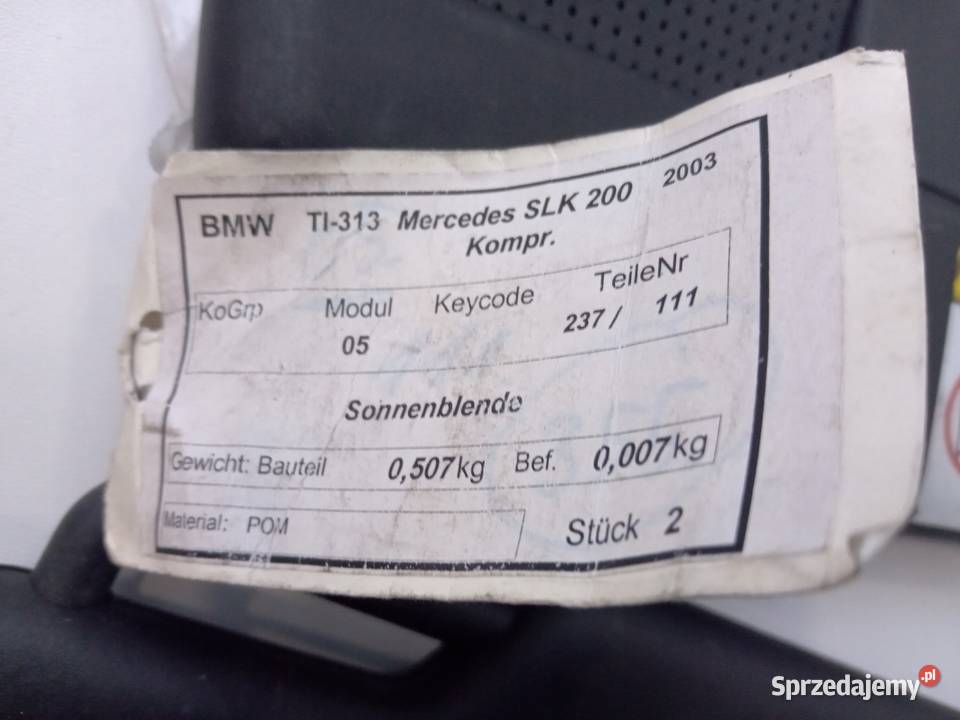 BMW TI-313 Mercedes SLK 200 2003
Kompr.
KoGrp Modul Keycode TeileNr
05 237 / 111
Sonnenblende
Gewicht: Bauteil 0,507kg Bef. 0,007kg
Material: POM Stück 2
Sprzedajemy.pl